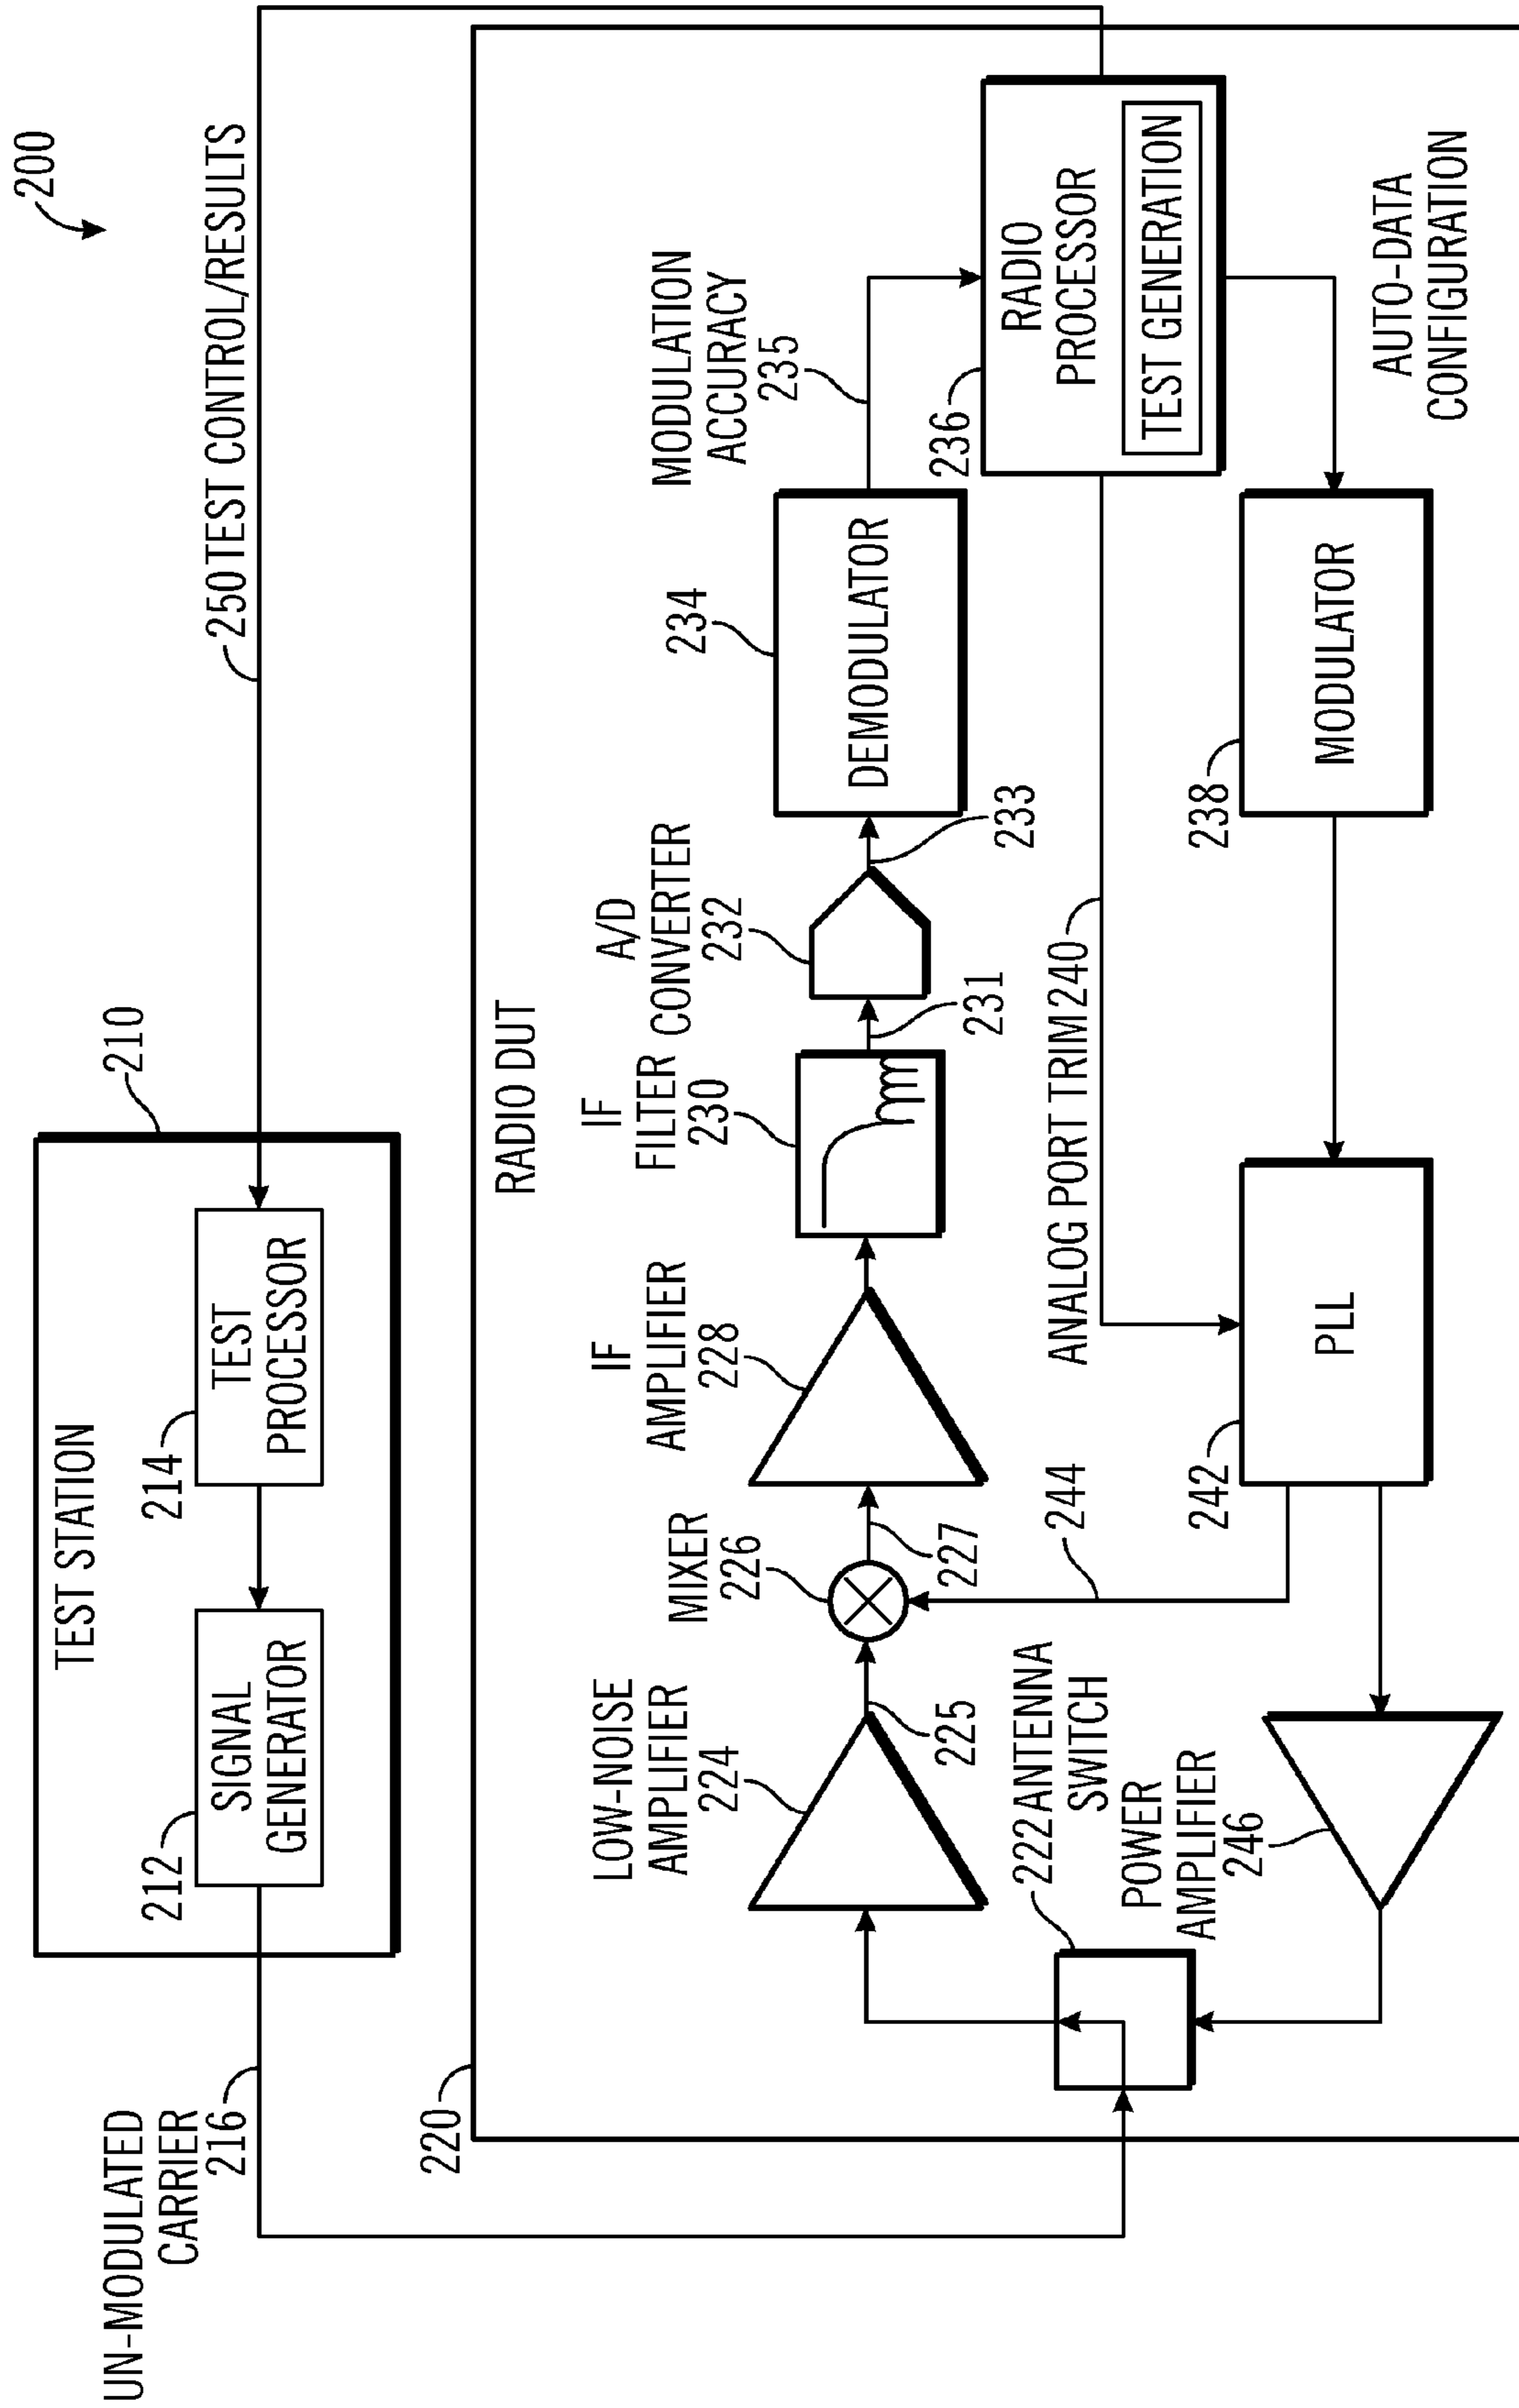 200
TEST STATION
210
212
SIGNAL
GENERATOR
214
TEST
PROCESSOR
250 TEST CONTROL/RESULTS
UN-MODULATED
CARRIER
216
220
RADIO DUT
LOW-NOISE
AMPLIFIER
224
225
MIXER
226
227
IF
AMPLIFIER
228
IF
FILTER
230
231
A/D
CONVERTER
232
233
234
DEMODULATOR
MODULATION
ACCURACY
235
236
RADIO
PROCESSOR
TEST GENERATION
222 ANTENNA
SWITCH
244
ANALOG PORT TRIM 240
POWER
AMPLIFIER
246
242
PLL
238
MODULATOR
AUTO-DATA
CONFIGURATION